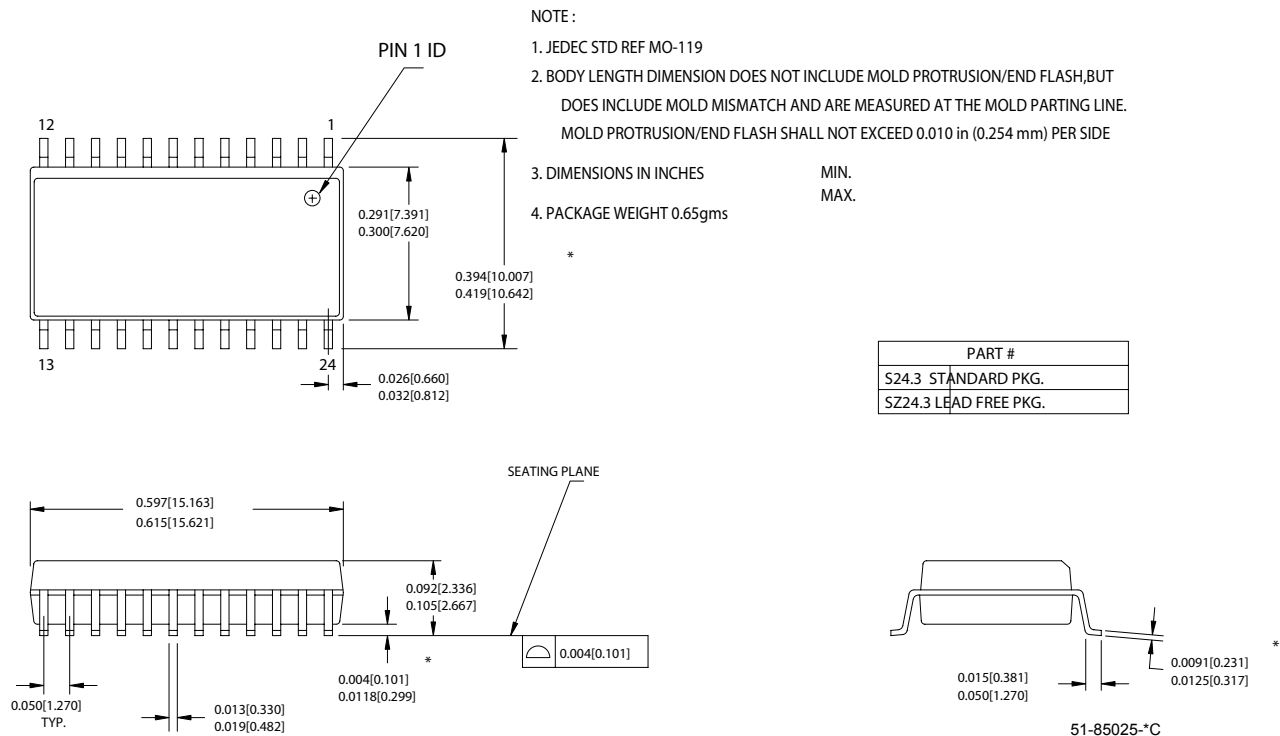 NOTE :
1. JEDEC STD REF MO-119
2. BODY LENGTH DIMENSION DOES NOT INCLUDE MOLD PROTRUSION/END FLASH,BUT
DOES INCLUDE MOLD MISMATCH AND ARE MEASURED AT THE MOLD PARTING LINE.
MOLD PROTRUSION/END FLASH SHALL NOT EXCEED 0.010 in (0.254 mm) PER SIDE
3. DIMENSIONS IN INCHES MIN.
MAX.
4. PACKAGE WEIGHT 0.65gms
*
PIN 1 ID
12 1
0.291[7.391]
0.300[7.620]
0.394[10.007]
0.419[10.642]
13 24
0.026[0.660]
0.032[0.812]
PART #
S24.3 STANDARD PKG.
SZ24.3 LEAD FREE PKG.
SEATING PLANE
0.597[15.163]
0.615[15.621]
0.092[2.336]
0.105[2.667]
0.004[0.101]
*
0.004[0.101]
0.0118[0.299]
0.050[1.270]
TYP.
0.013[0.330]
0.019[0.482]
0.015[0.381]
0.050[1.270]
*
0.0091[0.231]
0.0125[0.317]
51-85025-*C